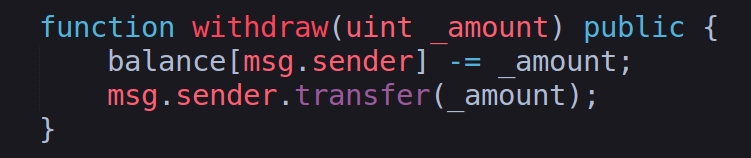 function withdraw(uint _amount) public {
    balance[msg.sender] -= _amount;
    msg.sender.transfer(_amount);
}